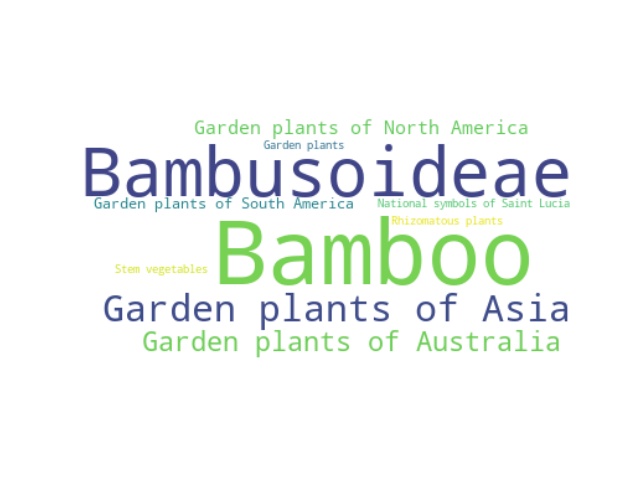 Garden plants of North America
Garden plants
Bambusoideae
Garden plants of South America
National symbols of Saint Lucia
Rhizomatous plants
Bamboo
Stem vegetables
Garden plants of Asia
Garden plants of Australia